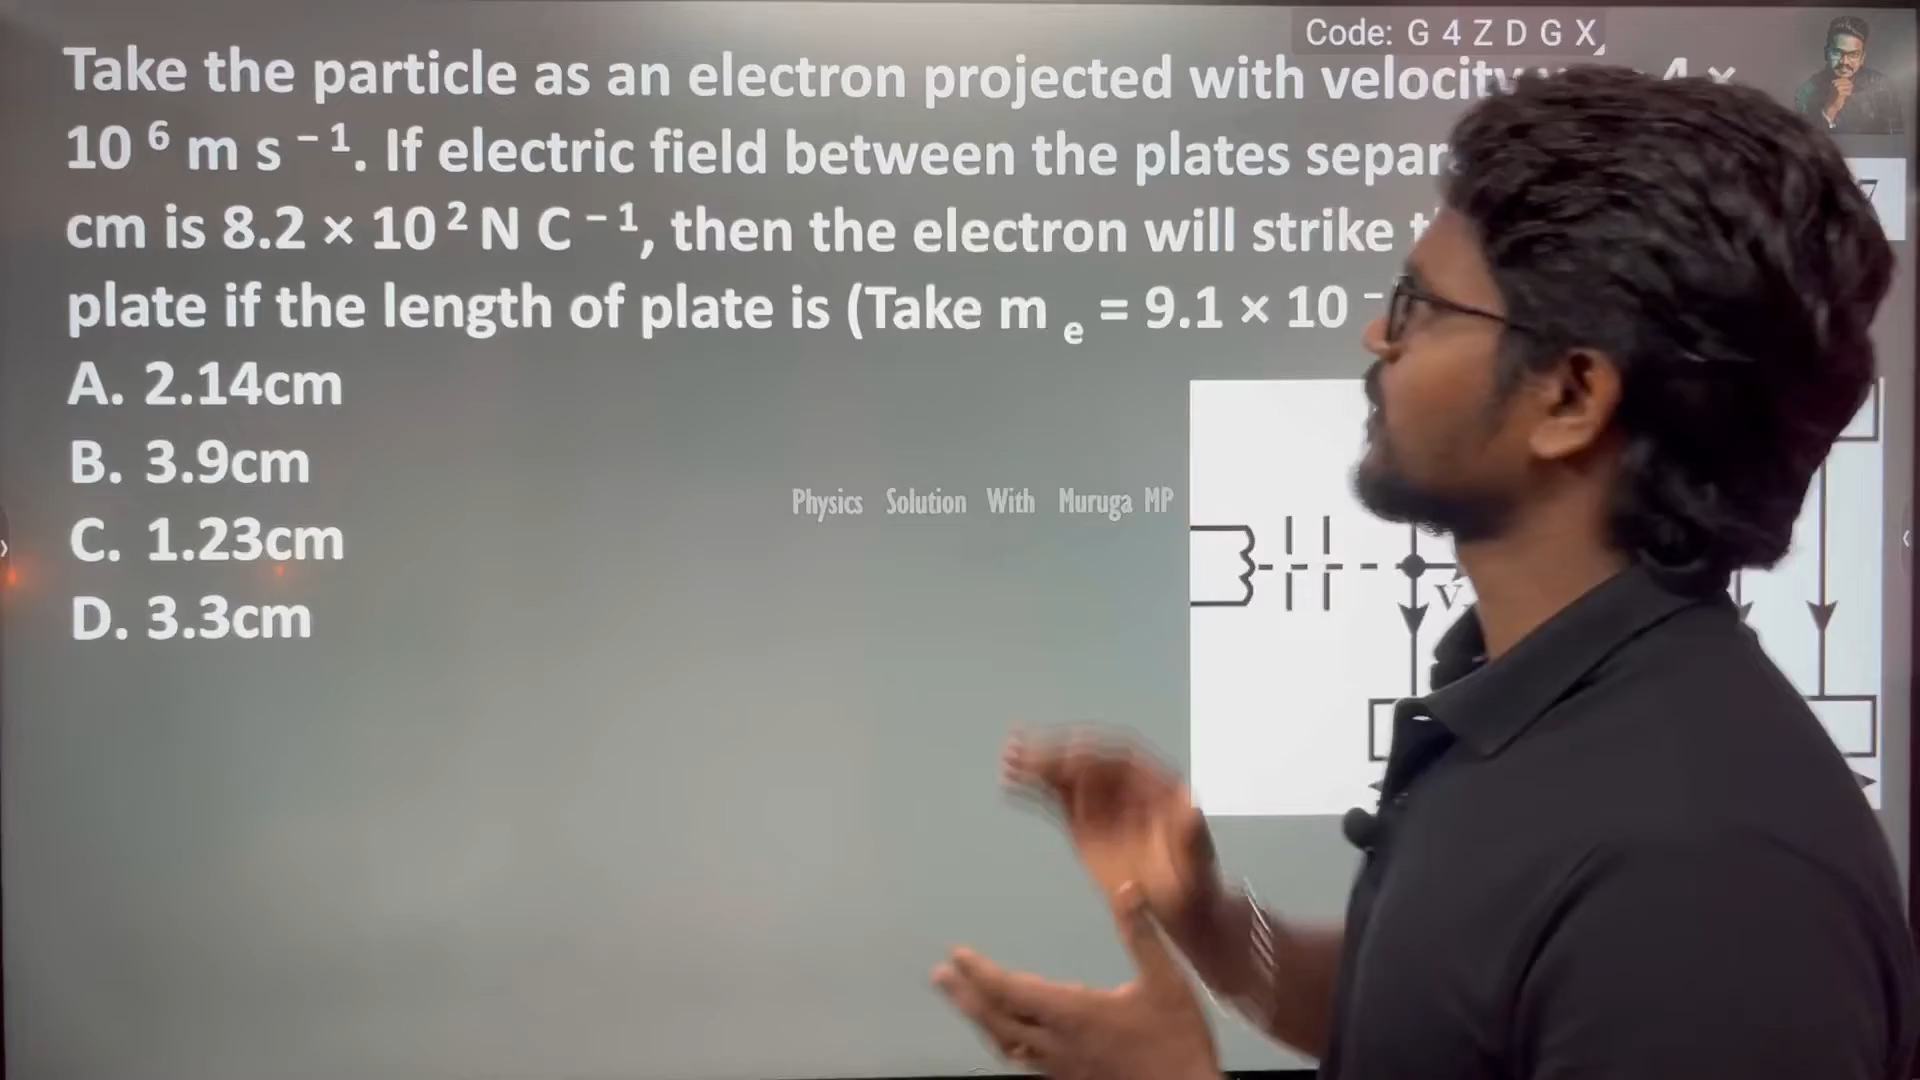 Code: G 4 Z D G X
Take the particle as an electron projected with velocity 4 ×
10 ⁶ m s ⁻¹. If electric field between the plates separ
cm is 8.2 × 10 ² N C ⁻¹, then the electron will strike t
plate if the length of plate is (Take m ₑ = 9.1 × 10 ⁻
A. 2.14cm
B. 3.9cm
C. 1.23cm
D. 3.3cm
Physics Solution With Muruga MP
V